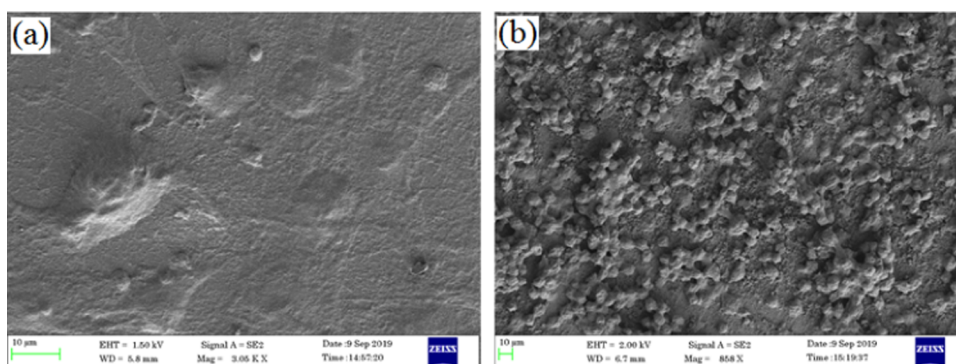 (a)
10 µm EHT = 1.50 kV Signal A = SE2 Date :9 Sep 2019 ZEISS
WD = 5.8 mm Mag = 3.05 K X Time :14:57:20
(b)
10 µm EHT = 2.00 kV Signal A = SE2 Date :9 Sep 2019 ZEISS
WD = 6.7 mm Mag = 858 X Time :15:19:37